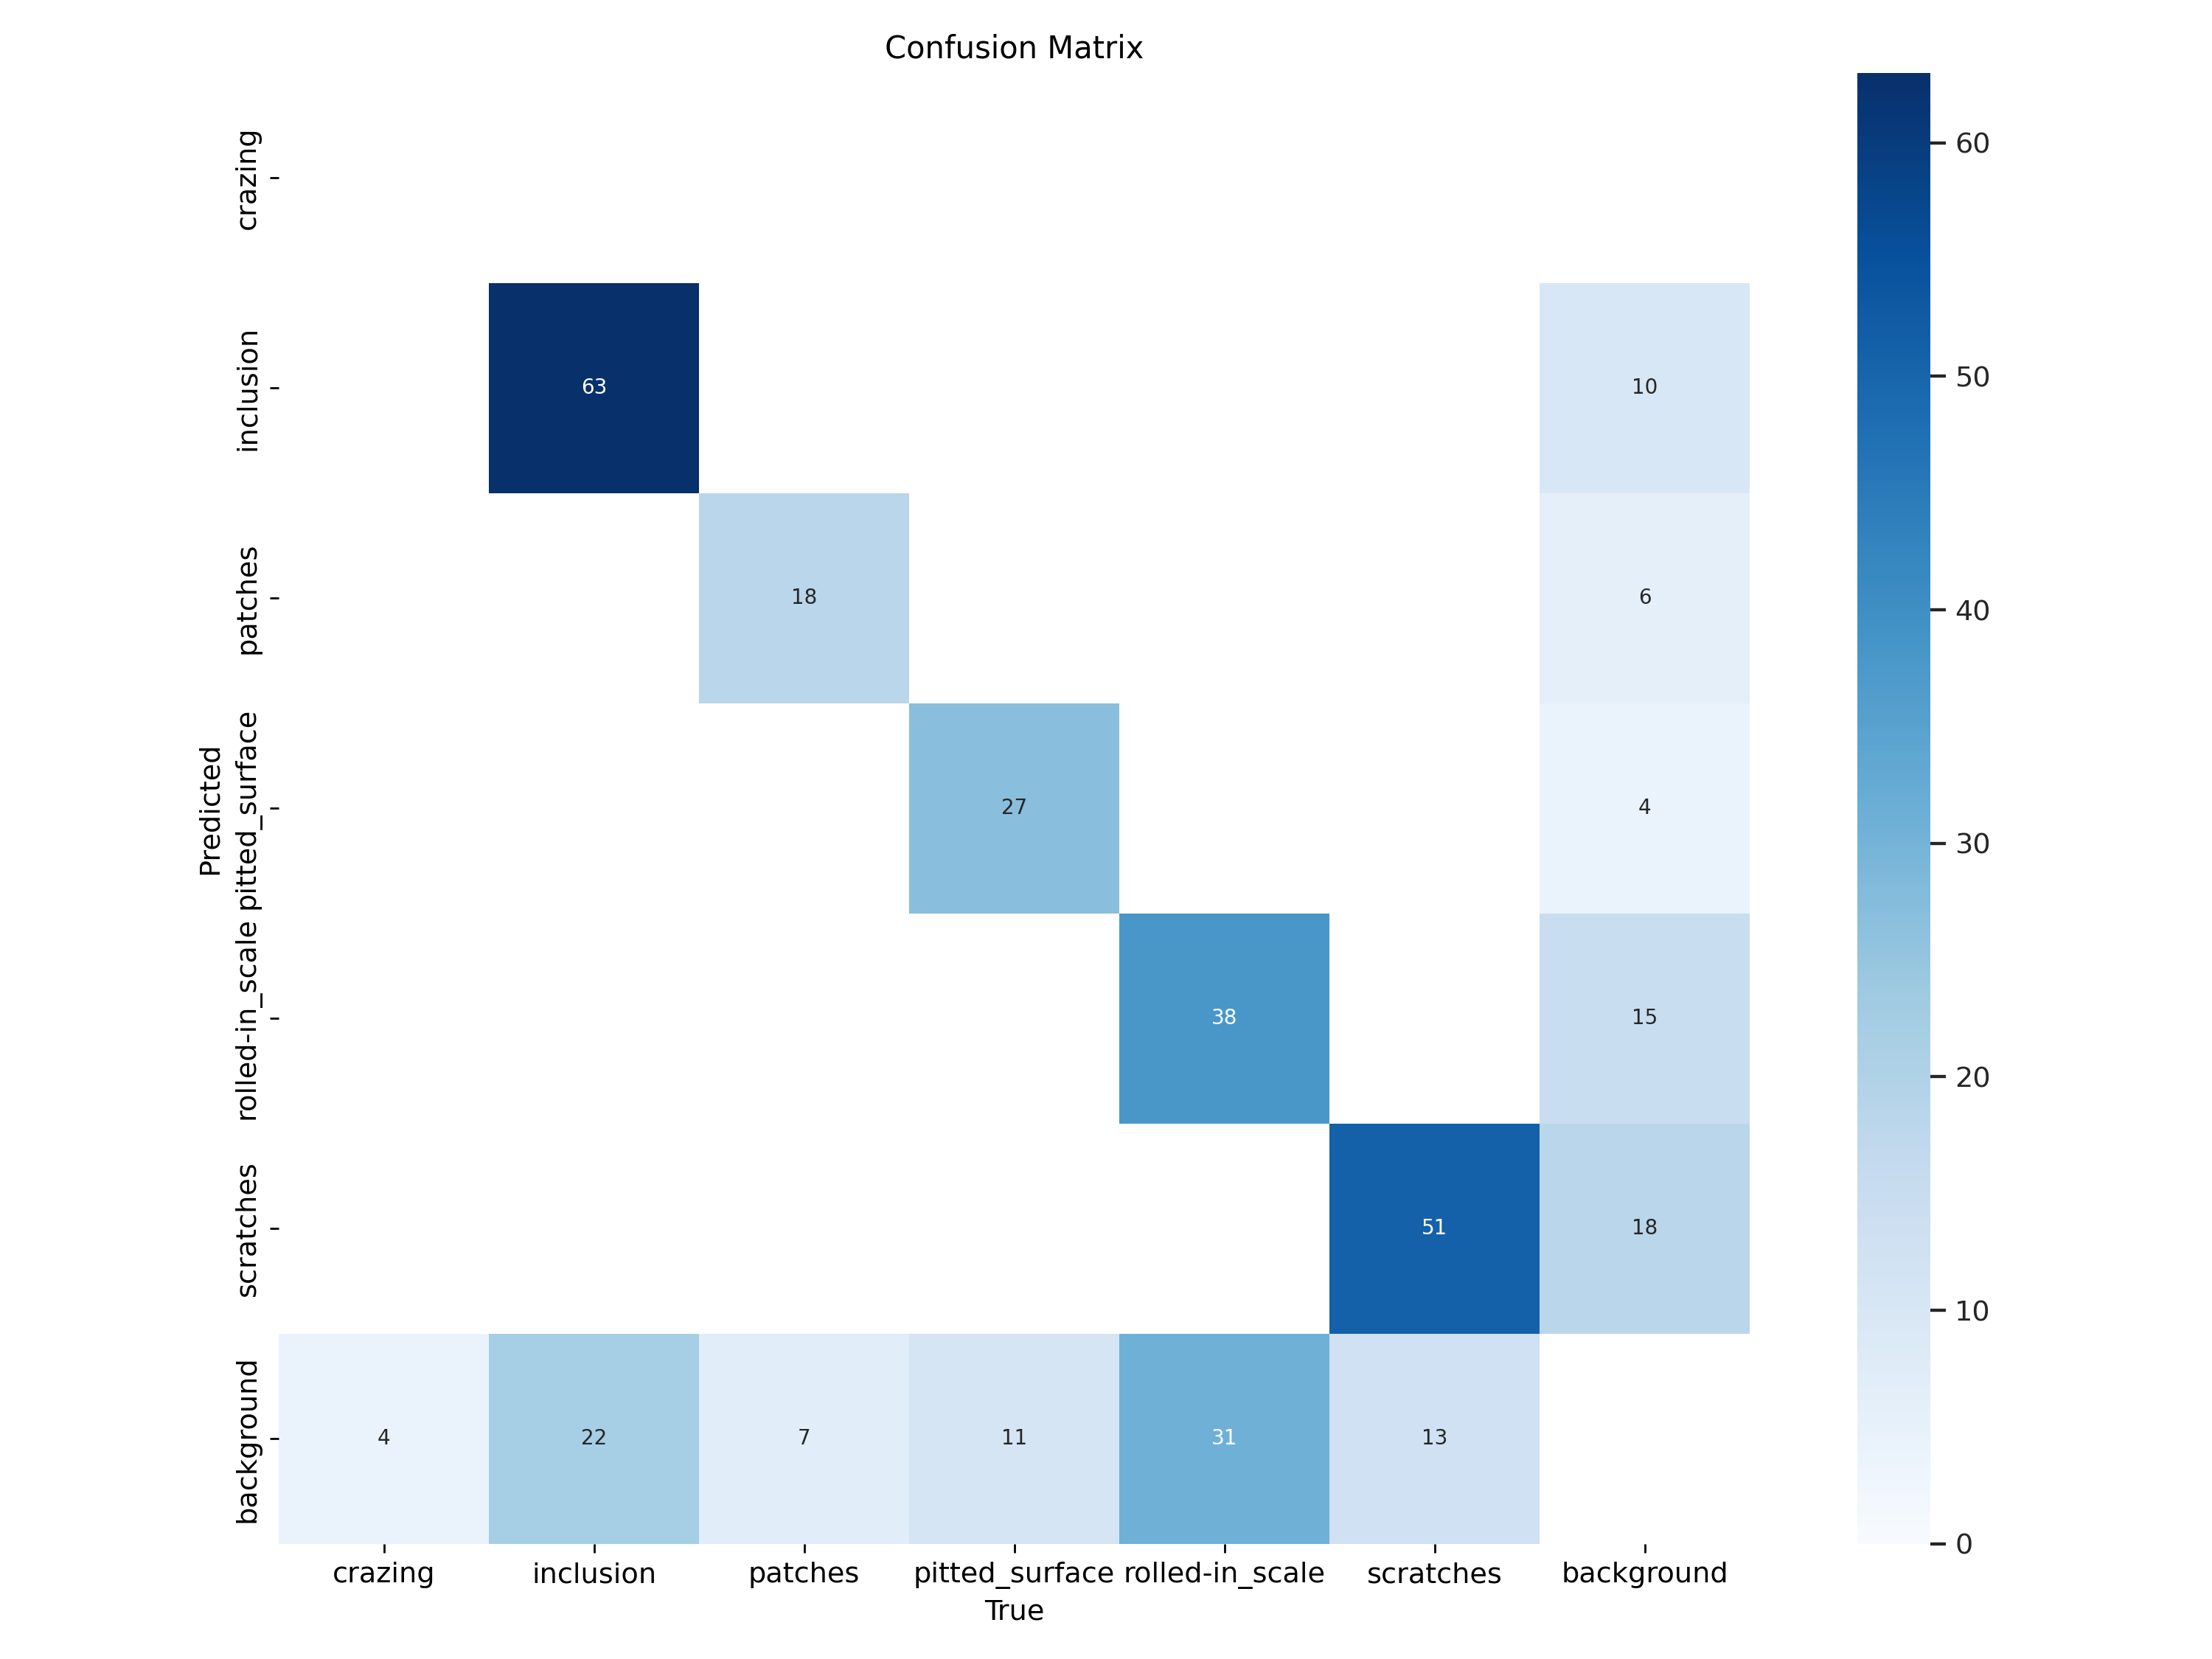 Confusion Matrix
crazing
inclusion
patches
pitted_surface
rolled-in_scale
scratches
background
Predicted
63 10
18 6
27 4
38 15
51 18
4 22 7 11 31 13
crazing inclusion patches pitted_surface rolled-in_scale scratches background
True
60
50
40
30
20
10
0